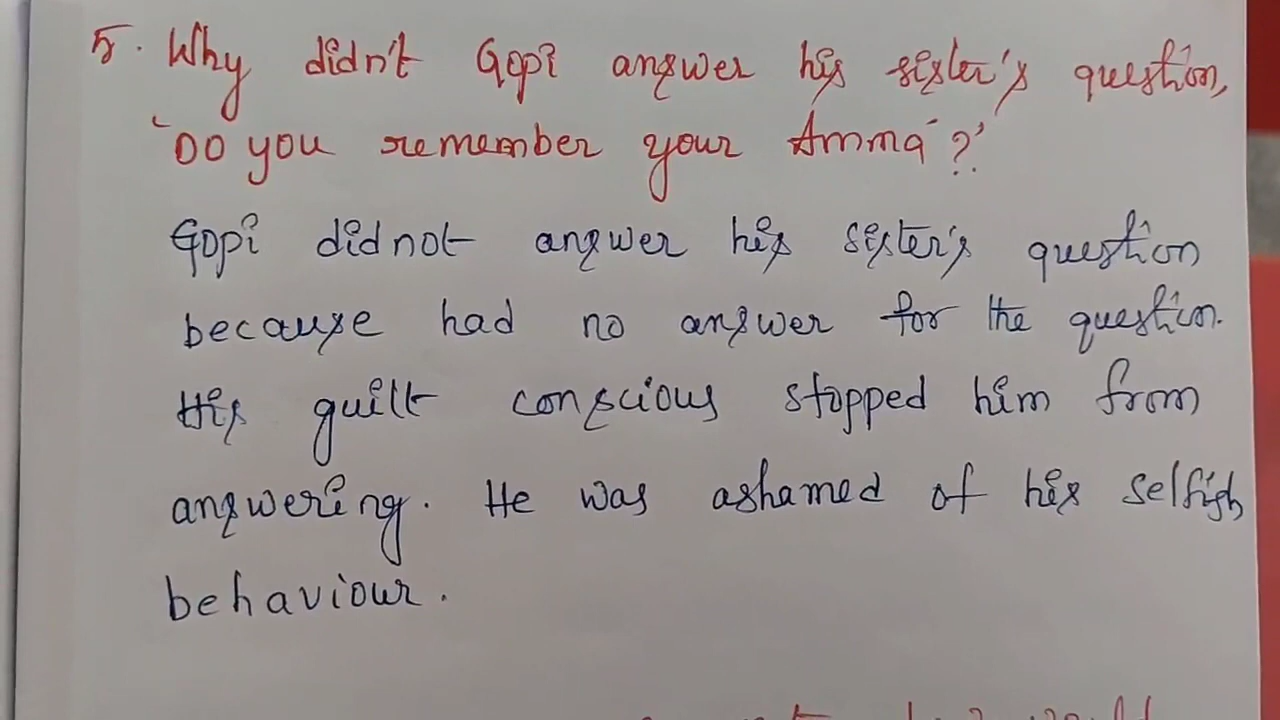 5. Why didn't Gopi answer his sister's question,
'Do you remember your Amma'?'
Gopi did not answer his sister's question
because had no answer for the question.
His guilt conscious stopped him from
answering. He was ashamed of his selfish
behaviour.